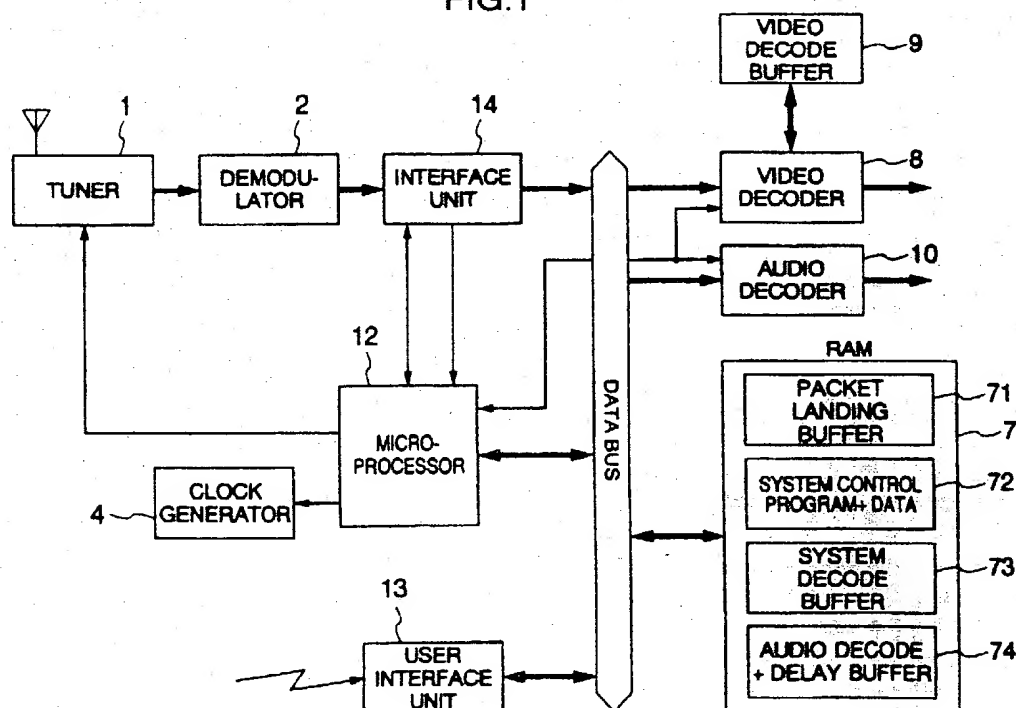 FIG.1
VIDEO
DECODE
BUFFER
9
1
2
14
8
TUNER
DEMODU-
LATOR
INTERFACE
UNIT
VIDEO
DECODER
10
AUDIO
DECODER
12
RAM
MICRO-
PROCESSOR
DATA BUS
PACKET
LANDING
BUFFER
71
7
SYSTEM CONTROL
PROGRAM+ DATA
72
CLOCK
GENERATOR
4
SYSTEM
DECODE
BUFFER
73
13
USER
INTERFACE
UNIT
AUDIO DECODE
+ DELAY BUFFER
74